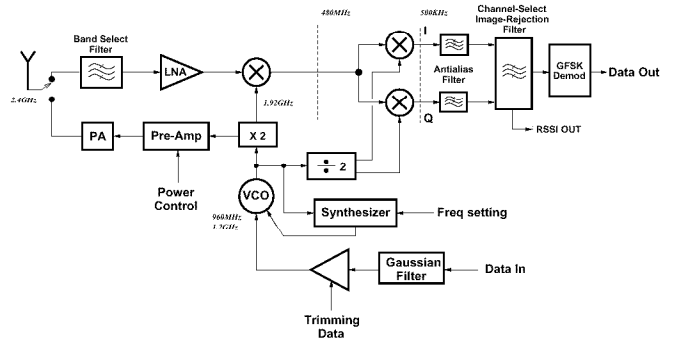 480MHz
500KHz
Channel-Select
Image-Rejection
Filter
Band Select
Filter
I
LNA
GFSK
Demod
Data Out
Antialias
Filter
2.4GHz
1.92GHz
Q
RSSI OUT
PA
Pre-Amp
X 2
÷ 2
Power
Control
VCO
960MHz
1.2GHz
Synthesizer
Freq setting
Gaussian
Filter
Data In
Trimming
Data